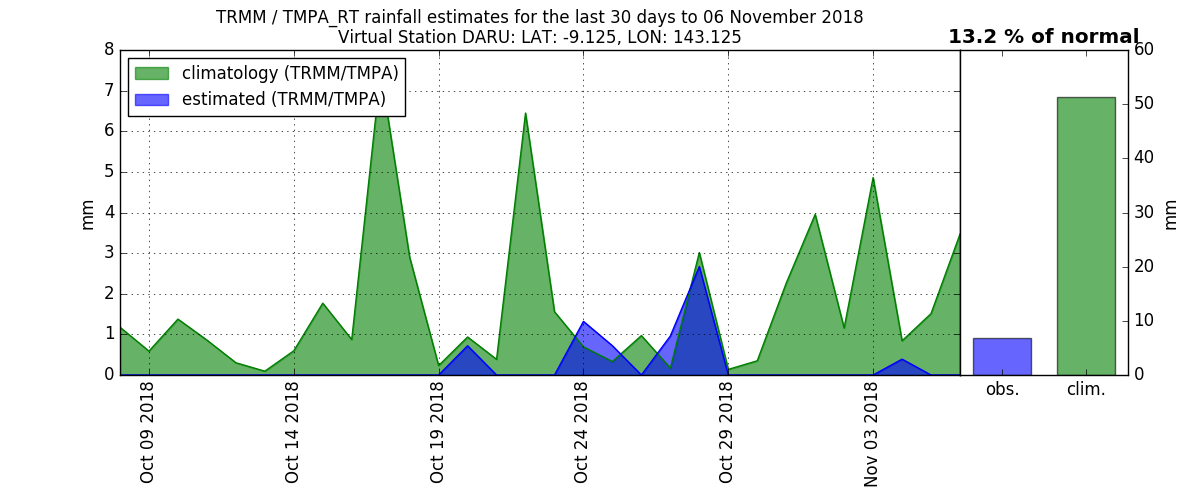 TRMM / TMPA_RT rainfall estimates for the last 30 days to 06 November 2018
Virtual Station DARU: LAT: -9.125, LON: 143.125
13.2 % of normal
climatology (TRMM/TMPA)
estimated (TRMM/TMPA)
8
7
6
5
4
3
2
1
0
mm
Oct 09 2018
Oct 14 2018
Oct 19 2018
Oct 24 2018
Oct 29 2018
Nov 03 2018
60
50
40
30
20
10
0
mm
obs.
clim.